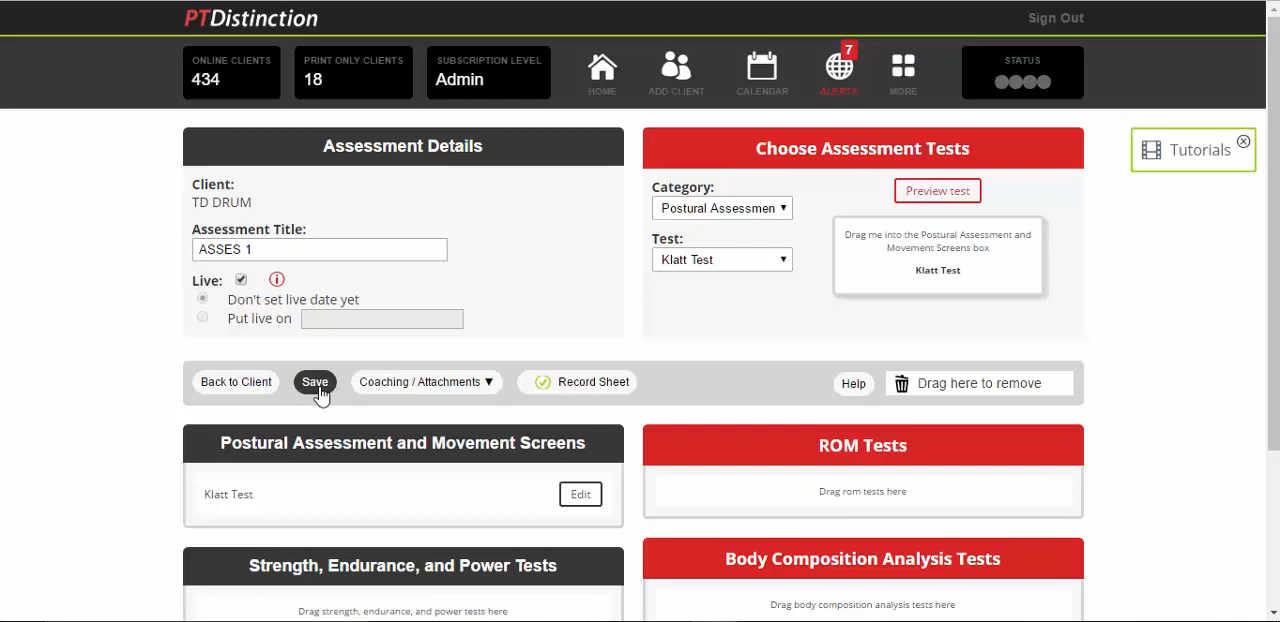 PTDistinction
Sign Out
ONLINE CLIENTS
434
PRINT ONLY CLIENTS
18
SUBSCRIPTION LEVEL
Admin
HOME
ADD CLIENT
CALENDAR
7
ALERTS
MORE
STATUS
Assessment Details
Client:
TD DRUM
Assessment Title:
ASSES 1
Live:
Don't set live date yet
Put live on
Choose Assessment Tests
Category:
Postural Assessmen
Test:
Klatt Test
Preview test
Drag me into the Postural Assessment and
Movement Screens box
Klatt Test
Tutorials
Back to Client
Save
Coaching / Attachments ▼
Record Sheet
Help
Drag here to remove
Postural Assessment and Movement Screens
Klatt Test
Edit
ROM Tests
Drag rom tests here
Strength, Endurance, and Power Tests
Drag strength, endurance, and power tests here
Body Composition Analysis Tests
Drag body composition analysis tests here